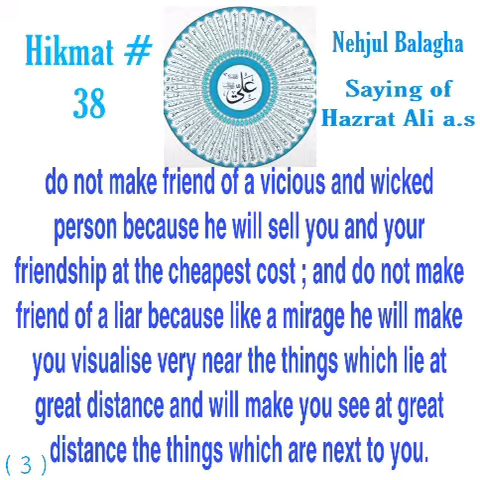 Hikmat #
38
Nehjul Balagha
Saying of
Hazrat Ali a.s
علي
do not make friend of a vicious and wicked
person because he will sell you and your
friendship at the cheapest cost ; and do not make
friend of a liar because like a mirage he will make
you visualise very near the things which lie at
great distance and will make you see at great
distance the things which are next to you.
( 3 )